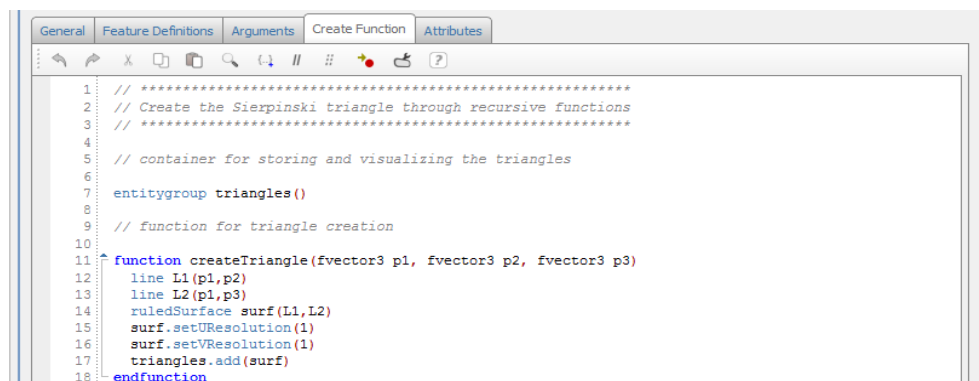 General Feature Definitions Arguments Create Function Attributes
1 // **********************************************************
2 // Create the Sierpinski triangle through recursive functions
3 // **********************************************************
4
5 // container for storing and visualizing the triangles
6
7 entitygroup triangles()
8
9 // function for triangle creation
10
11 function createTriangle(fvector3 p1, fvector3 p2, fvector3 p3)
12 line L1(p1,p2)
13 line L2(p1,p3)
14 ruledSurface surf(L1,L2)
15 surf.setUResolution(1)
16 surf.setVResolution(1)
17 triangles.add(surf)
18 endfunction